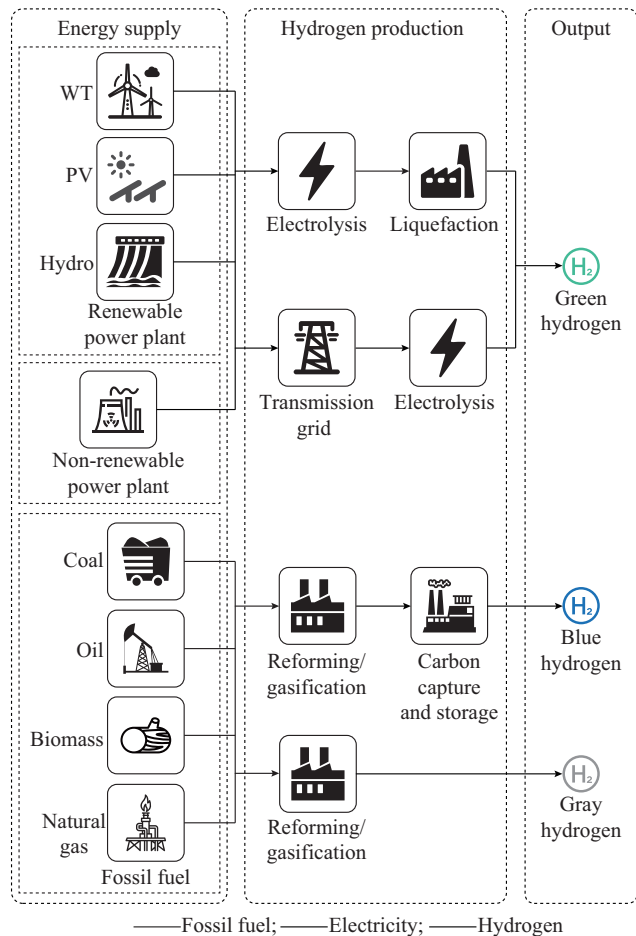 Energy supply
Hydrogen production
Output
WT
PV
Hydro
Renewable
power plant
Electrolysis
Liquefaction
H₂
Green
hydrogen
Transmission
grid
Electrolysis
Non-renewable
power plant
Coal
Oil
Biomass
Natural
gas
Fossil fuel
Reforming/
gasification
Carbon
capture
and storage
H₂
Blue
hydrogen
Reforming/
gasification
H₂
Gray
hydrogen
Fossil fuel; Electricity; Hydrogen